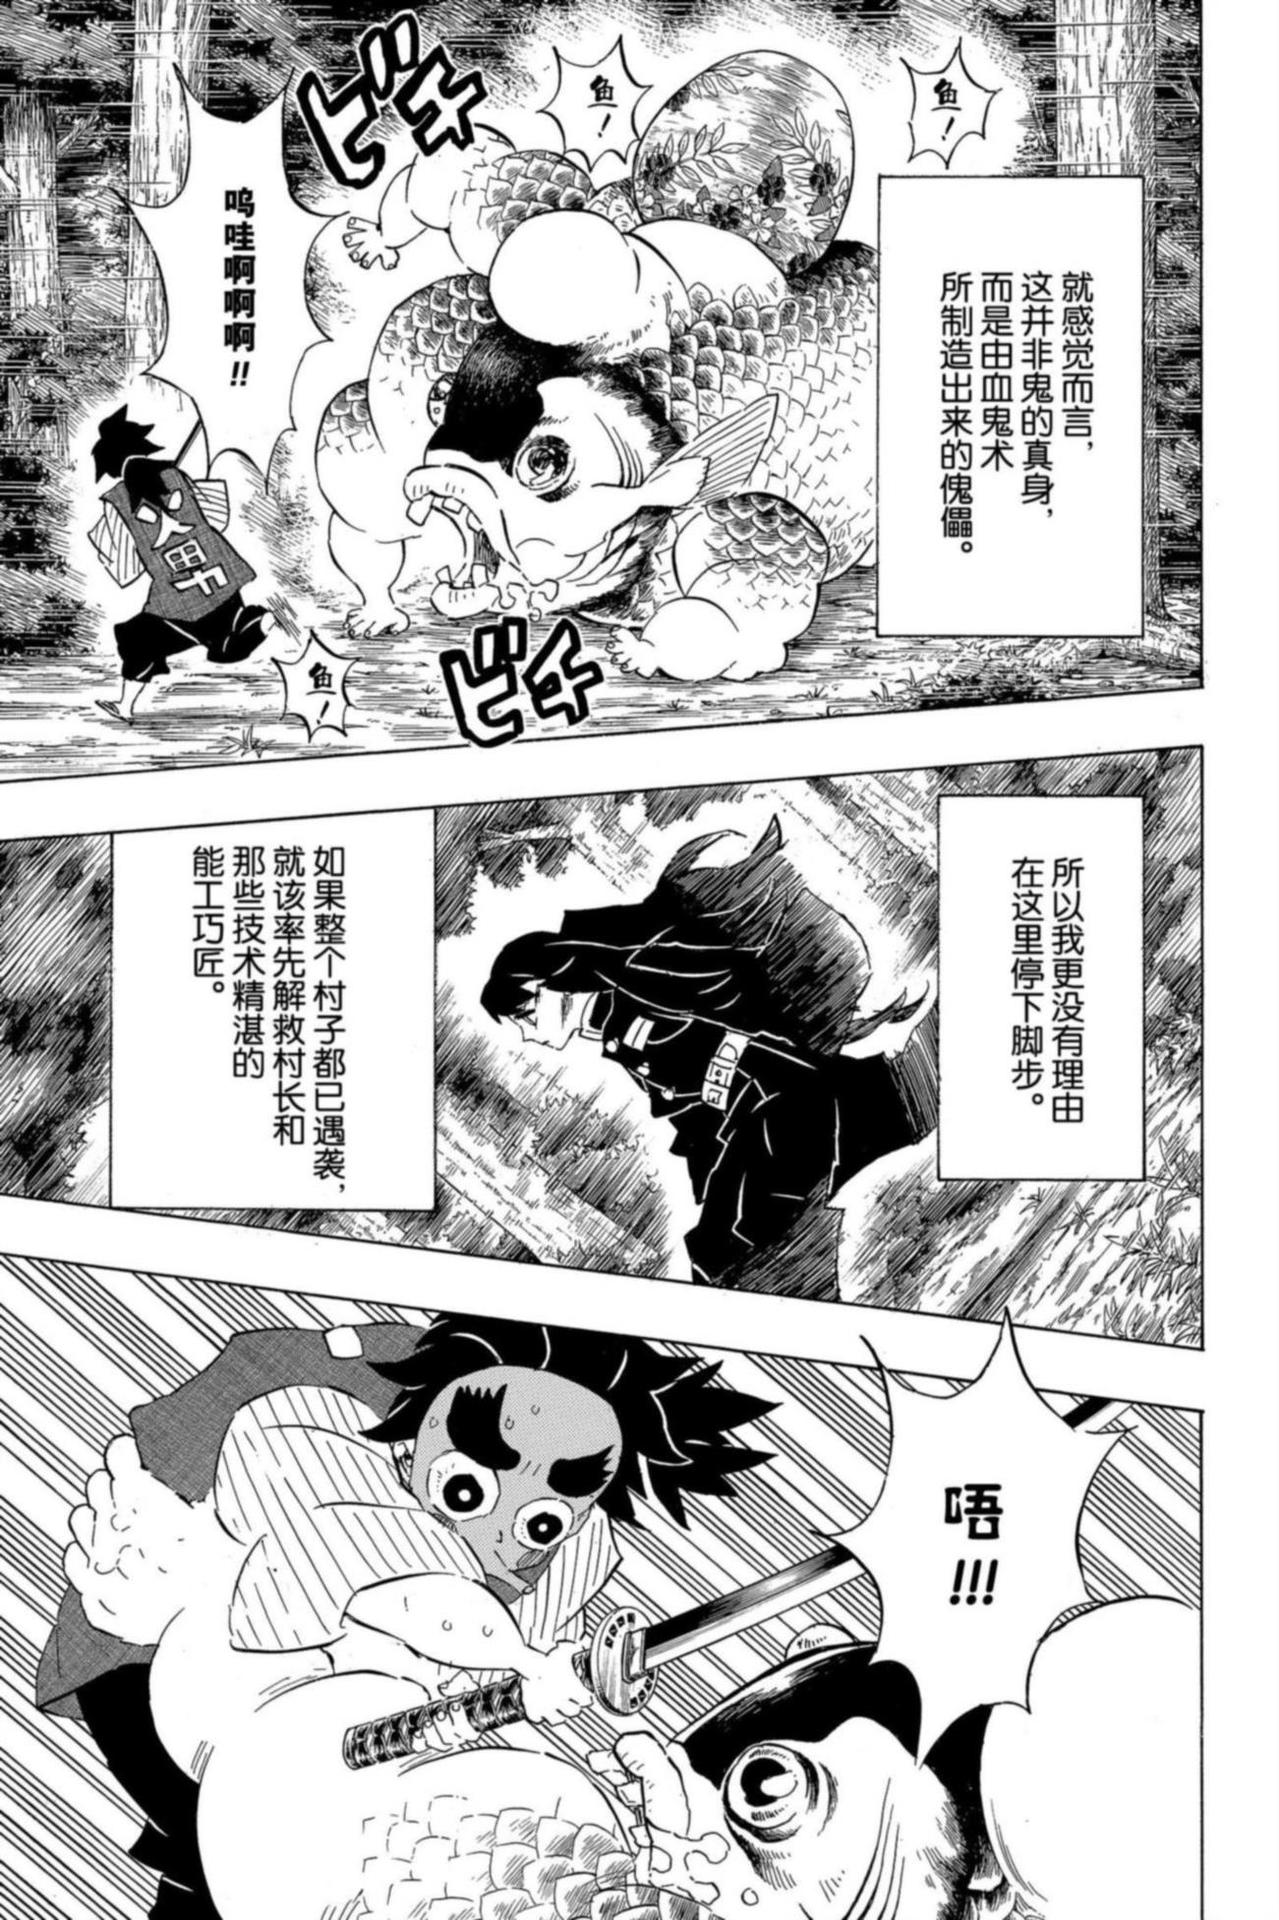 鱼！
就感觉而言，
这并非鬼的真身，
而是由血鬼术
所制造出来的傀儡。
鱼！
ビチ
呜哇啊啊啊！！
火男
ビチ
鱼！
所以我更没有理由
在这里停下脚步。
如果整个村子都已遇袭，
就该率先解救村长和
那些技术精湛的
能工巧匠。
唔！！！